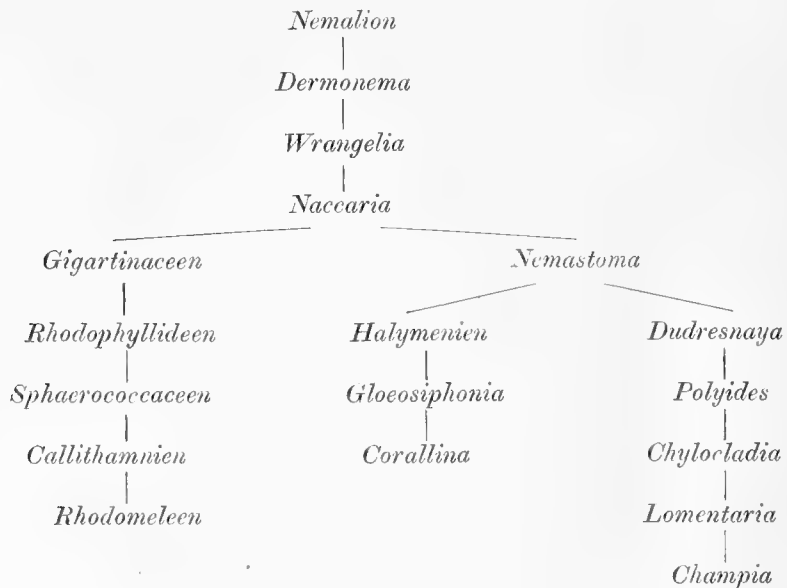 Nemalion
Dermonema
Wrangelia
Naccaria
Gigartinaceen Nemastoma
Rhodophyllideen Halymenien Dudresnaya
Sphaerococcaceen Gloeosiphonia Polyides
Callithamnien Corallina Chylocladia
Rhodomeleen Lomentaria
Champia